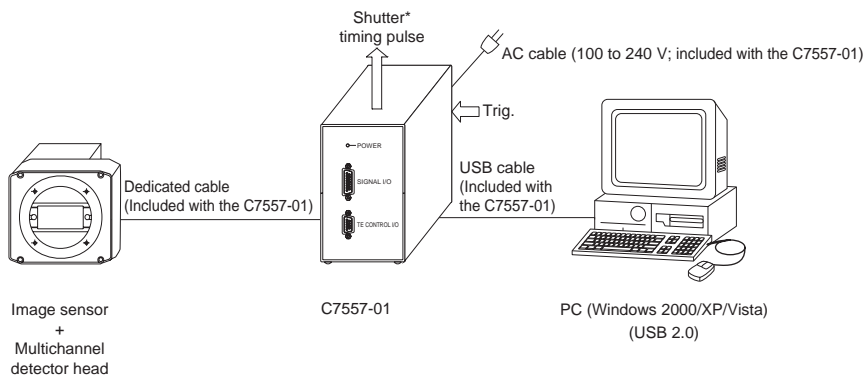 Shutter*
timing pulse
AC cable (100 to 240 V; included with the C7557-01)
Trig.
POWER
SIGNAL I/O
TE CONTROL I/O
Dedicated cable
(Included with the C7557-01)
USB cable
(Included with
the C7557-01)
Image sensor
+
Multichannel
detector head
C7557-01
PC (Windows 2000/XP/Vista)
(USB 2.0)